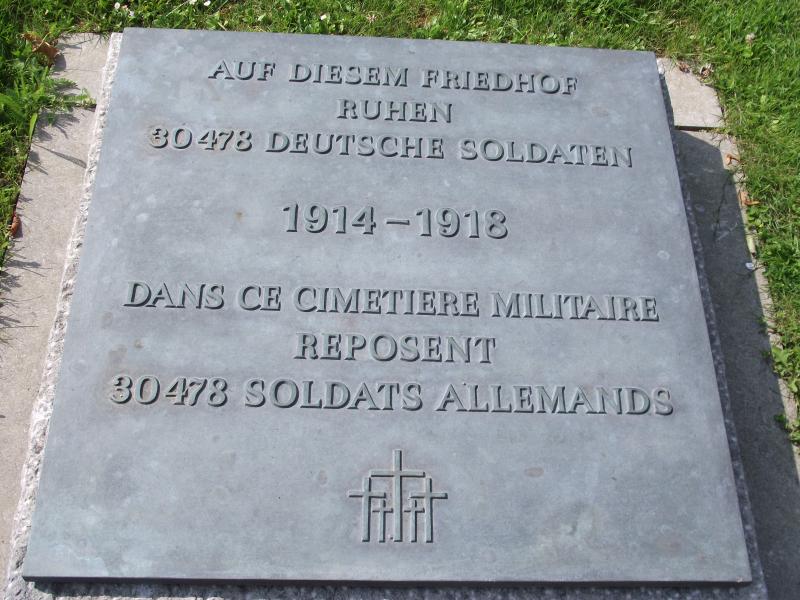 AUF DIESEM FRIEDHOF
RUHEN
30478 DEUTSCHE SOLDATEN
1914-1918
DANS CE CIMETIERE MILITAIRE
REPOSENT
30478 SOLDATS ALLEMANDS